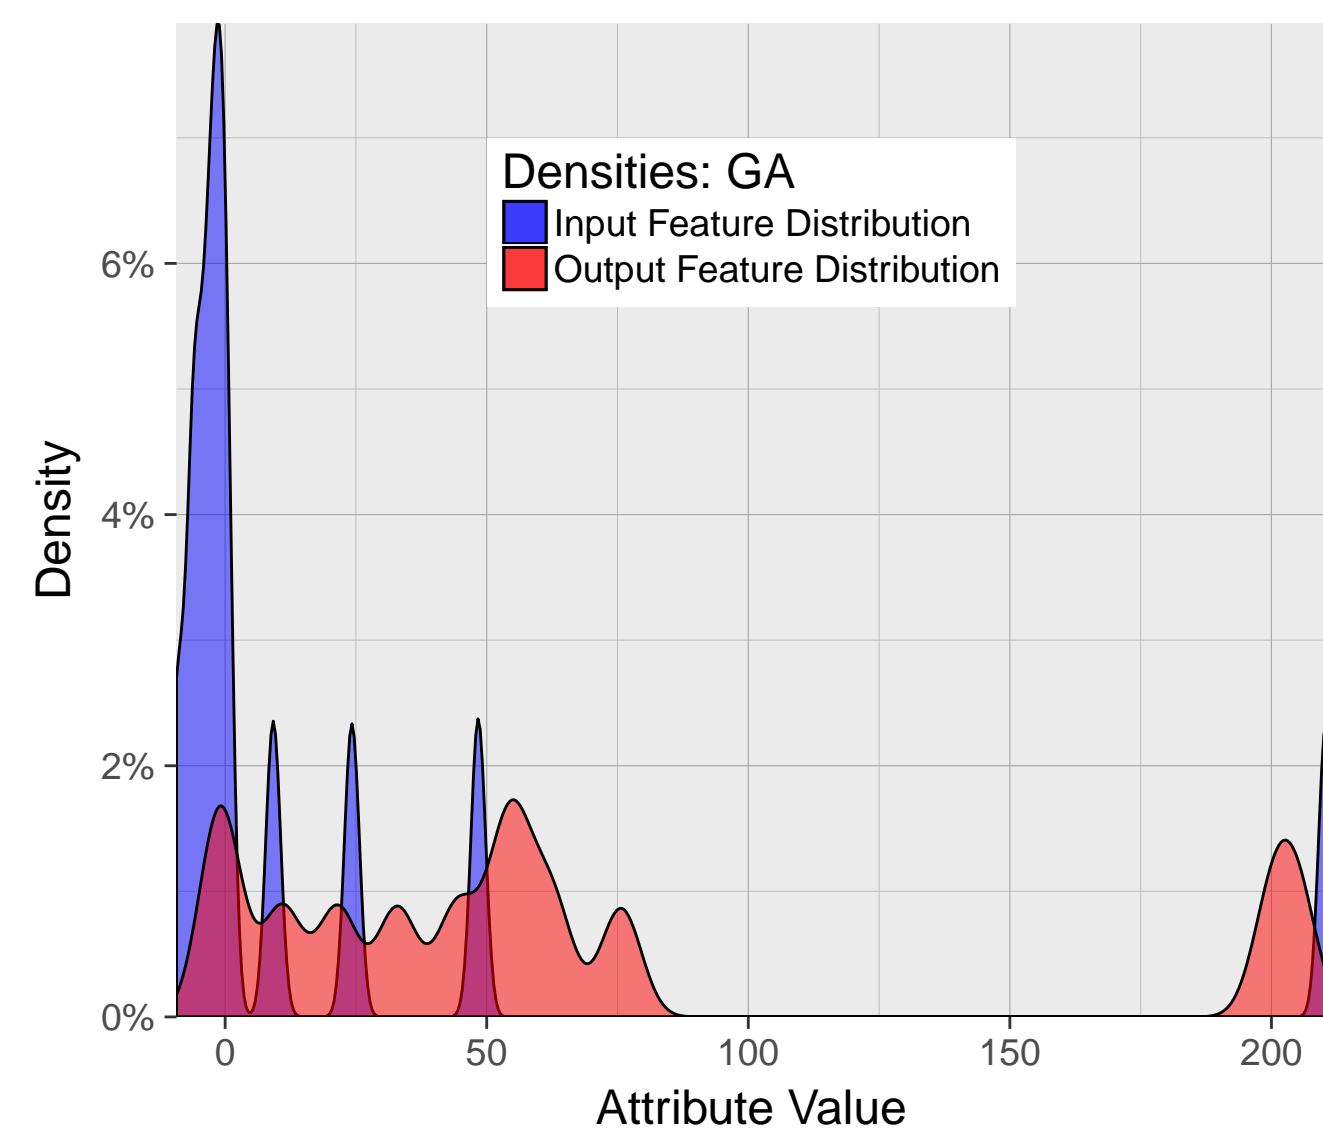 Densities: GA
Input Feature Distribution
Output Feature Distribution
6%
4%
2%
0%
Density
0 50 100 150 200
Attribute Value